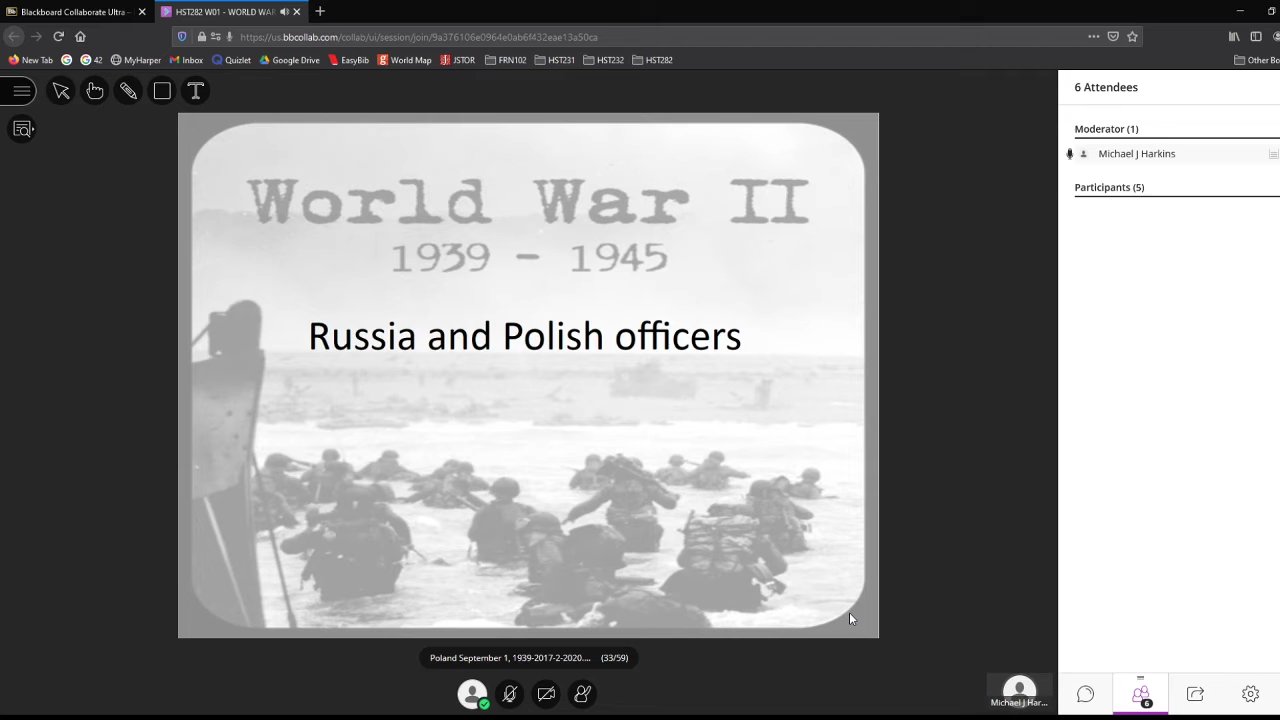 Blackboard Collaborate Ultra –
HST282 W01 - WORLD WAR
https://us.bbcollab.com/collab/ui/session/join/9a376106e0964e0ab6f432eae13a50ca
New Tab
G
42
MyHarper
Inbox
Quizlet
Google Drive
EasyBib
World Map
JSTOR
FRN102
HST231
HST232
HST282
Other Bo
6 Attendees
Moderator (1)
Michael J Harkins
Participants (5)
World War II
1939 - 1945
Russia and Polish officers
Poland September 1, 1939-2017-2-2020.... (33/59)
Michael J Har...
6